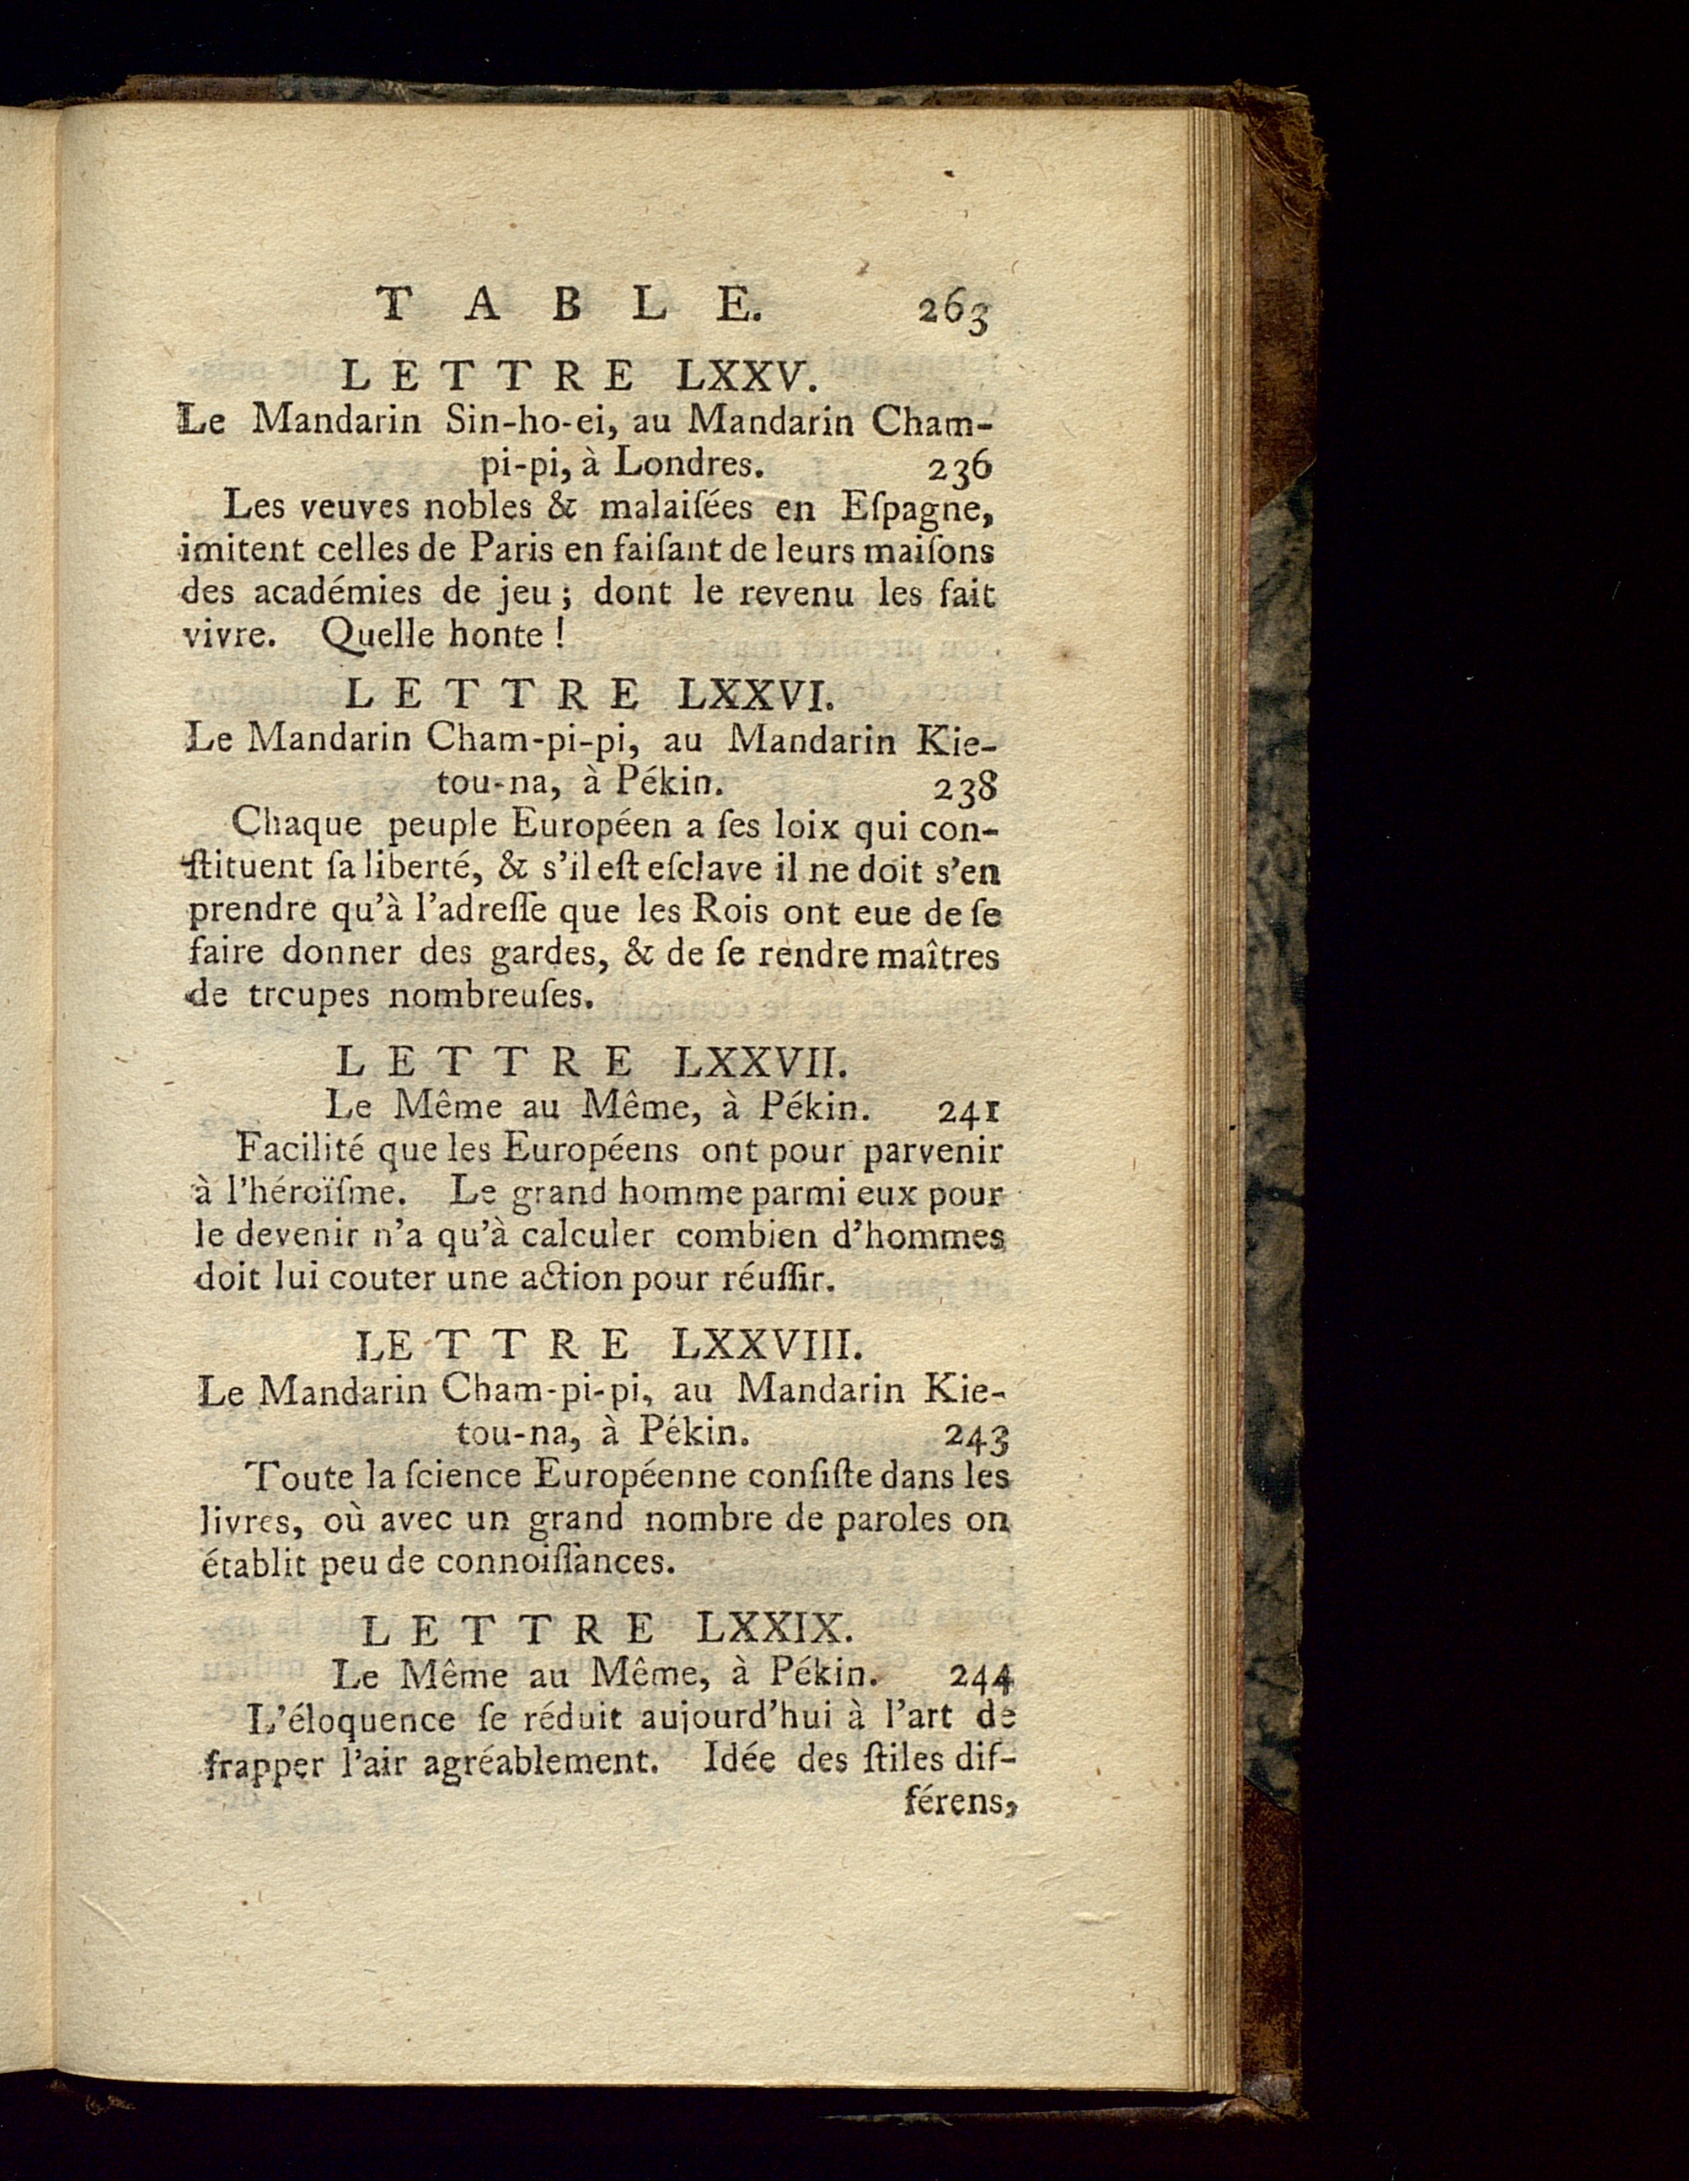 TABLE. 263
LETTRE LXXV.
Le Mandarin Sin-ho-ei, au Mandarin Cham-
pi-pi, à Londres. 236
Les veuves nobles & malaiſées en Eſpagne,
imitent celles de Paris en faiſant de leurs maiſons
des académies de jeu; dont le revenu les fait
vivre. Quelle honte !
LETTRE LXXVI.
Le Mandarin Cham-pi-pi, au Mandarin Kie-
tou-na, à Pékin. 238
Chaque peuple Européen a ſes loix qui con-
ſtituent ſa liberté, & s'il eſt eſclave il ne doit s'en
prendre qu'à l'adreſſe que les Rois ont eue de ſe
faire donner des gardes, & de ſe rendre maîtres
de trcupes nombreuſes.
LETTRE LXXVII.
Le Même au Même, à Pékin. 241
Facilité que les Européens ont pour parvenir
à l'héroïſme. Le grand homme parmi eux pour
le devenir n'a qu'à calculer combien d'hommes
doit lui couter une action pour réuſſir.
LETTRE LXXVIII.
Le Mandarin Cham-pi-pi, au Mandarin Kie-
tou-na, à Pékin. 243
Toute la ſcience Européenne conſiſte dans les
livres, où avec un grand nombre de paroles on
établit peu de connoiſſances.
LETTRE LXXIX.
Le Même au Même, à Pékin. 244
L'éloquence ſe réduit aujourd'hui à l'art de
frapper l'air agréablement. Idée des ſtiles dif-
férens,